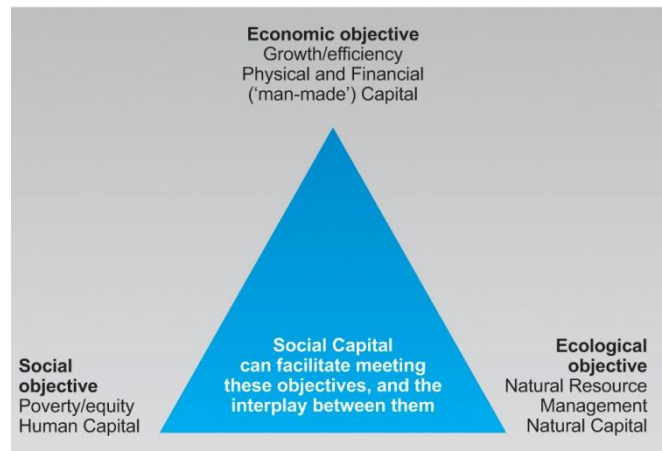 Economic objective
Growth/efficiency
Physical and Financial
(‘man-made’) Capital
Social Capital
can facilitate meeting
these objectives, and the
interplay between them
Social
objective
Poverty/equity
Human Capital
Ecological
objective
Natural Resource
Management
Natural Capital